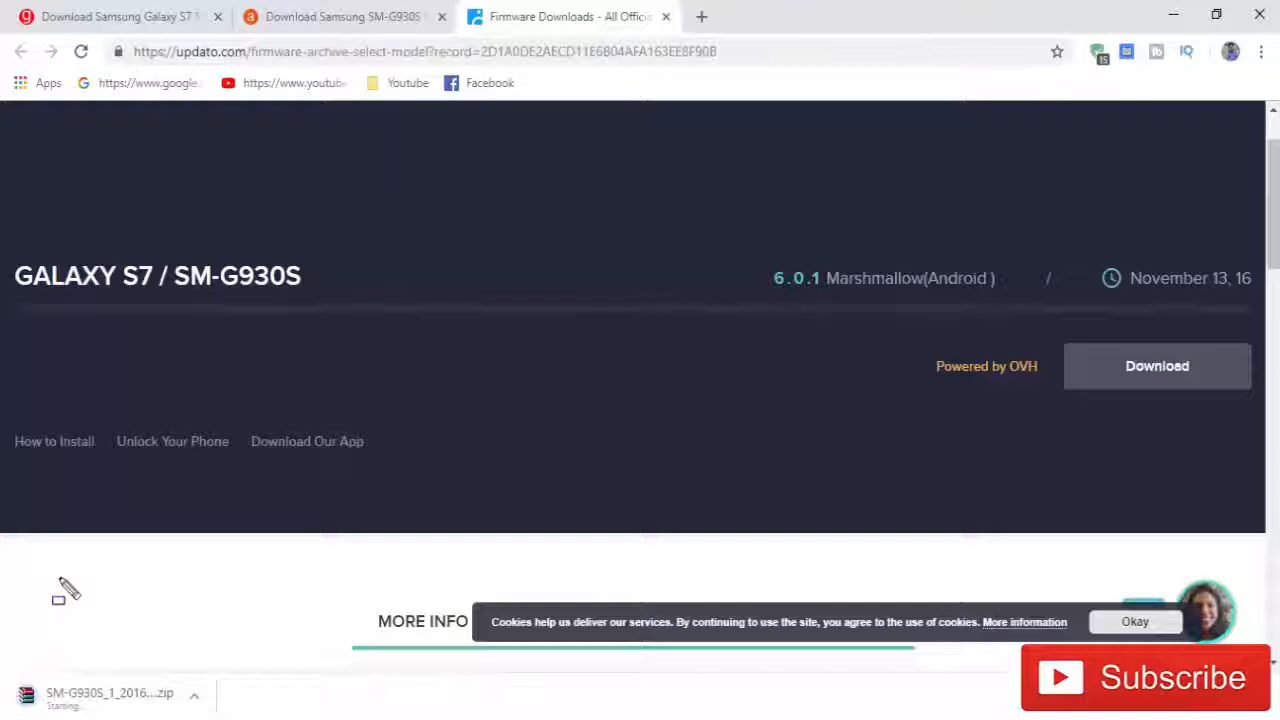 Download Samsung Galaxy S7
Download Samsung SM-G930S
Firmware Downloads - All Offici
https://updato.com/firmware-archive-select-model?record=2D1A0DE2AECD11E6B04AFA163EE8F90B
15
Apps
https://www.google.
https://www.youtub
Youtube
Facebook
GALAXY S7 / SM-G930S
6.0.1 Marshmallow(Android )
/
November 13, 16
Powered by OVH
Download
How to Install
Unlock Your Phone
Download Our App
MORE INFO
Cookies help us deliver our services. By continuing to use the site, you agree to the use of cookies. More information
Okay
SM-G930S_1_2016....zip
Starting...
Subscribe